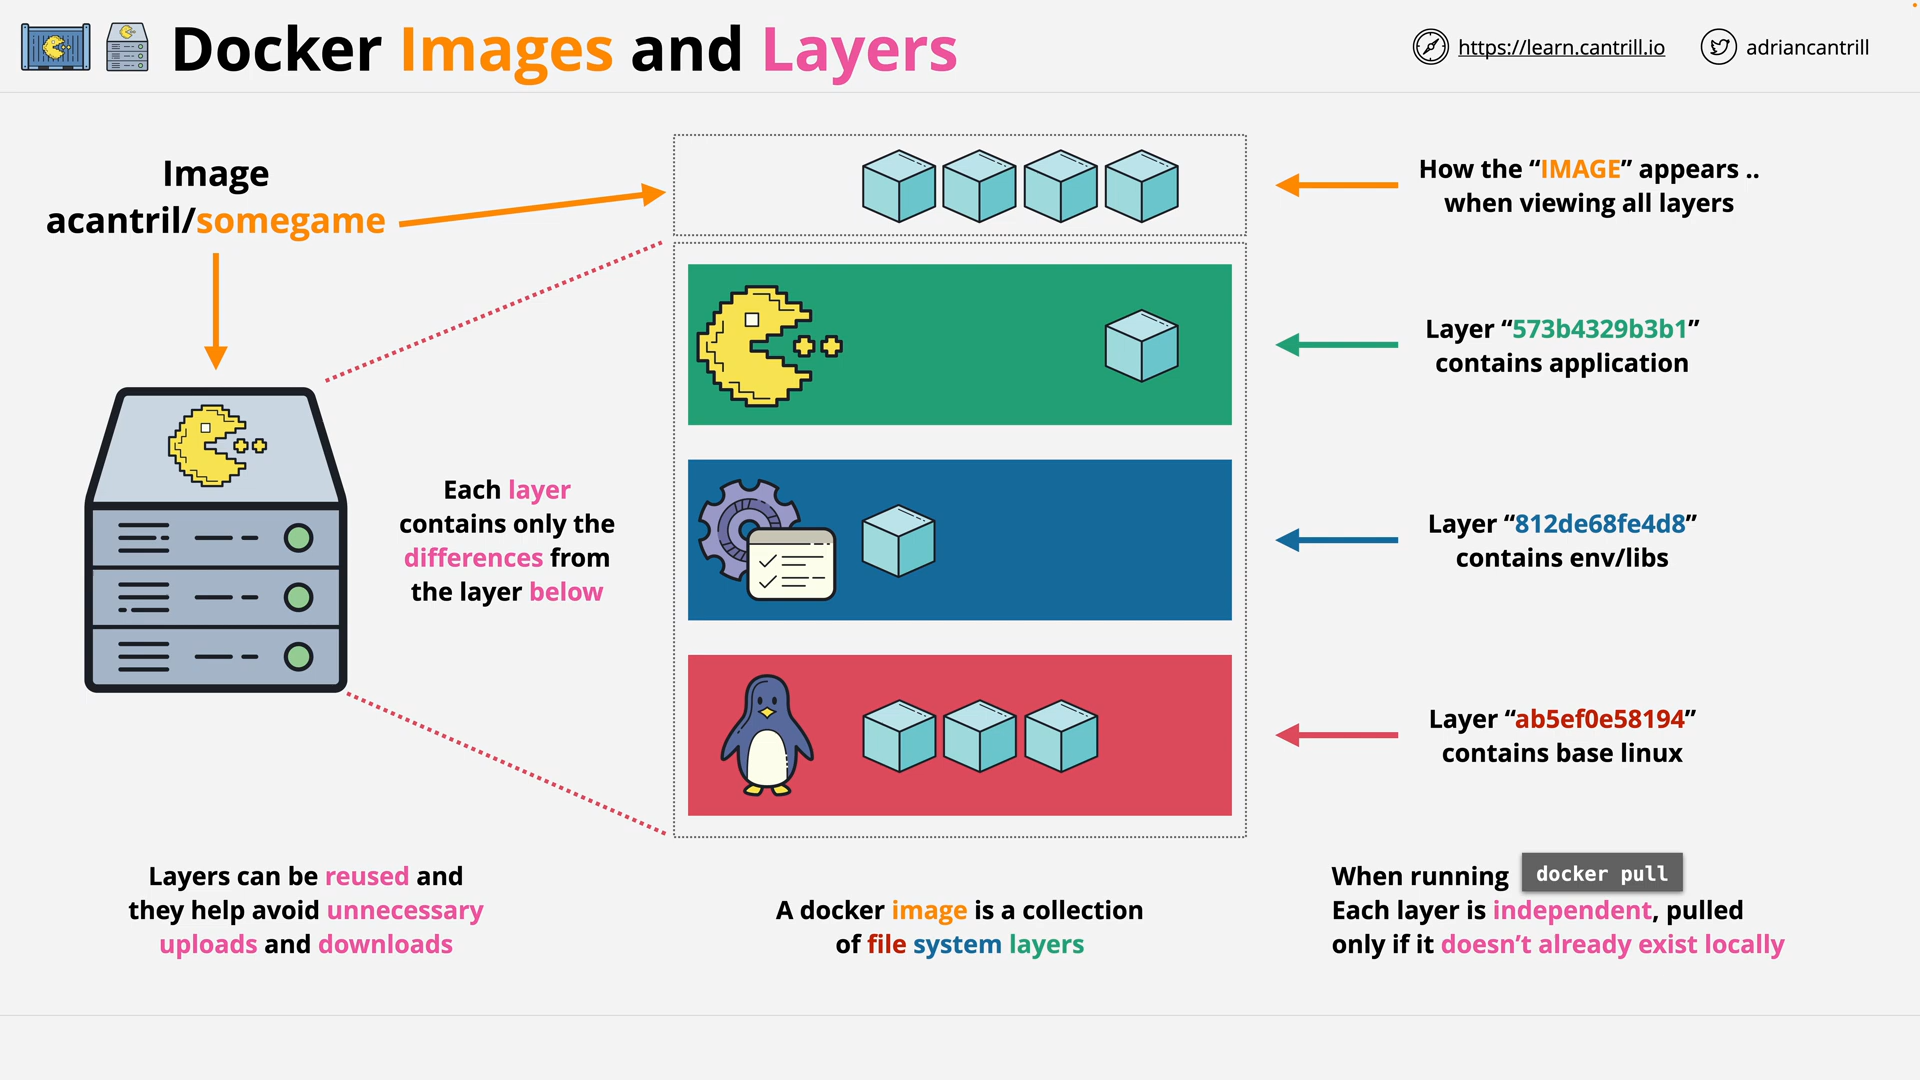 Docker Images and Layers
https://learn.cantrill.io
adriancantrill
Image
acantril/somegame
How the “IMAGE” appears ..
when viewing all layers
Layer “573b4329b3b1”
contains application
Each layer
contains only the
differences from
the layer below
Layer “812de68fe4d8”
contains env/libs
Layer “ab5ef0e58194”
contains base linux
Layers can be reused and
they help avoid unnecessary
uploads and downloads
A docker image is a collection
of file system layers
When running docker pull
Each layer is independent, pulled
only if it doesn’t already exist locally